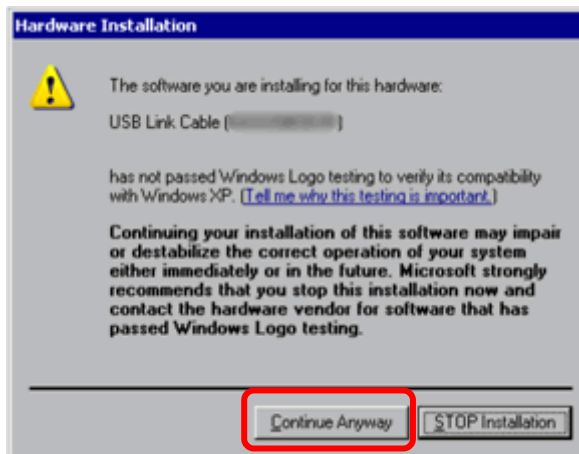 Hardware Installation
The software you are installing for this hardware:
USB Link Cable ( )
has not passed Windows Logo testing to verify its compatibility
with Windows XP. (Tell me why this testing is important.)
Continuing your installation of this software may impair
or destabilize the correct operation of your system
either immediately or in the future. Microsoft strongly
recommends that you stop this installation now and
contact the hardware vendor for software that has
passed Windows Logo testing.
Continue Anyway
STOP Installation